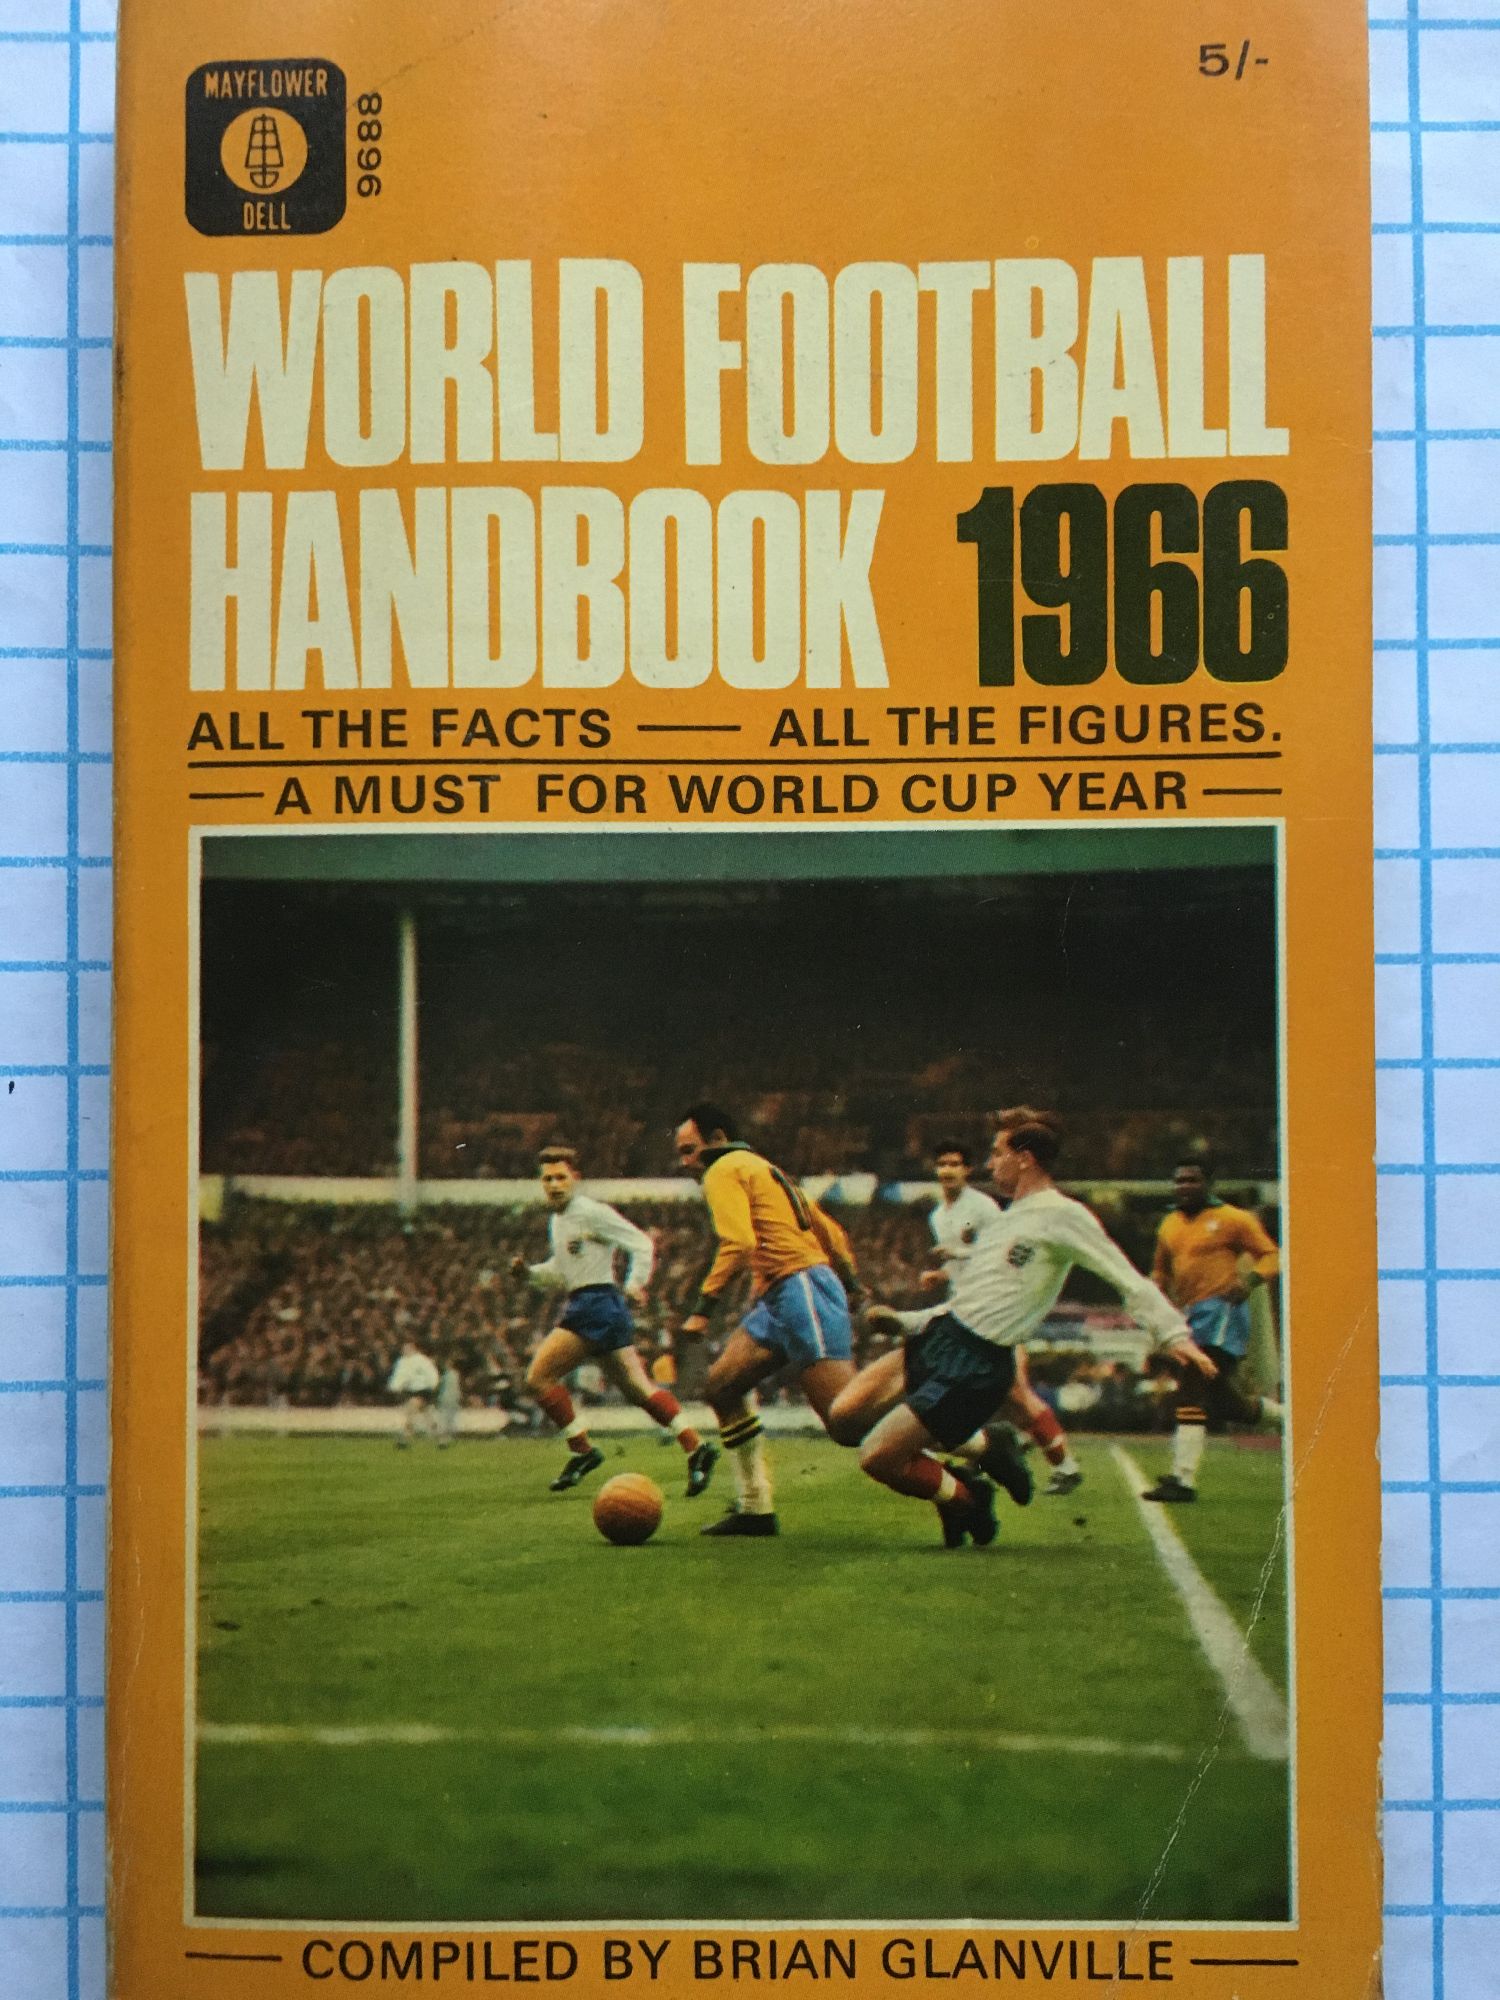 MAYFLOWER
DELL
9688
5/-
WORLD FOOTBALL
HANDBOOK 1966
ALL THE FACTS — ALL THE FIGURES.
—A MUST FOR WORLD CUP YEAR—
— COMPILED BY BRIAN GLANVILLE —